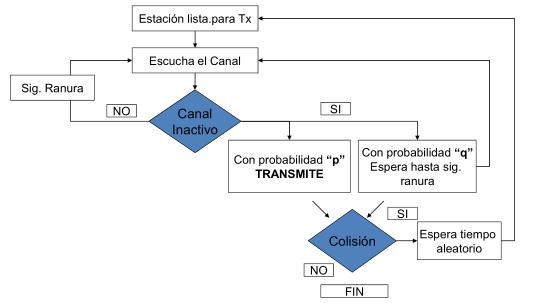 Estación lista.para Tx
Escucha el Canal
Sig. Ranura
NO
Canal
Inactivo
SI
Con probabilidad “p”
TRANSMITE
Con probabilidad “q”
Espera hasta sig.
ranura
SI
Colisión
Espera tiempo
aleatorio
NO
FIN